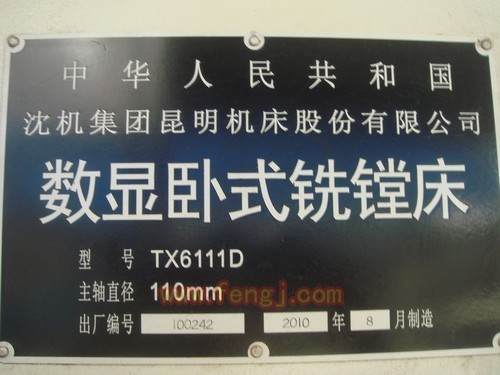 中华人民共和国
沈机集团昆明机床股份有限公司
数显卧式铣镗床
型号 TX6111D
主轴直径 110mm
www.fengj.com
出厂编号 100242 2010 年 8 月制造